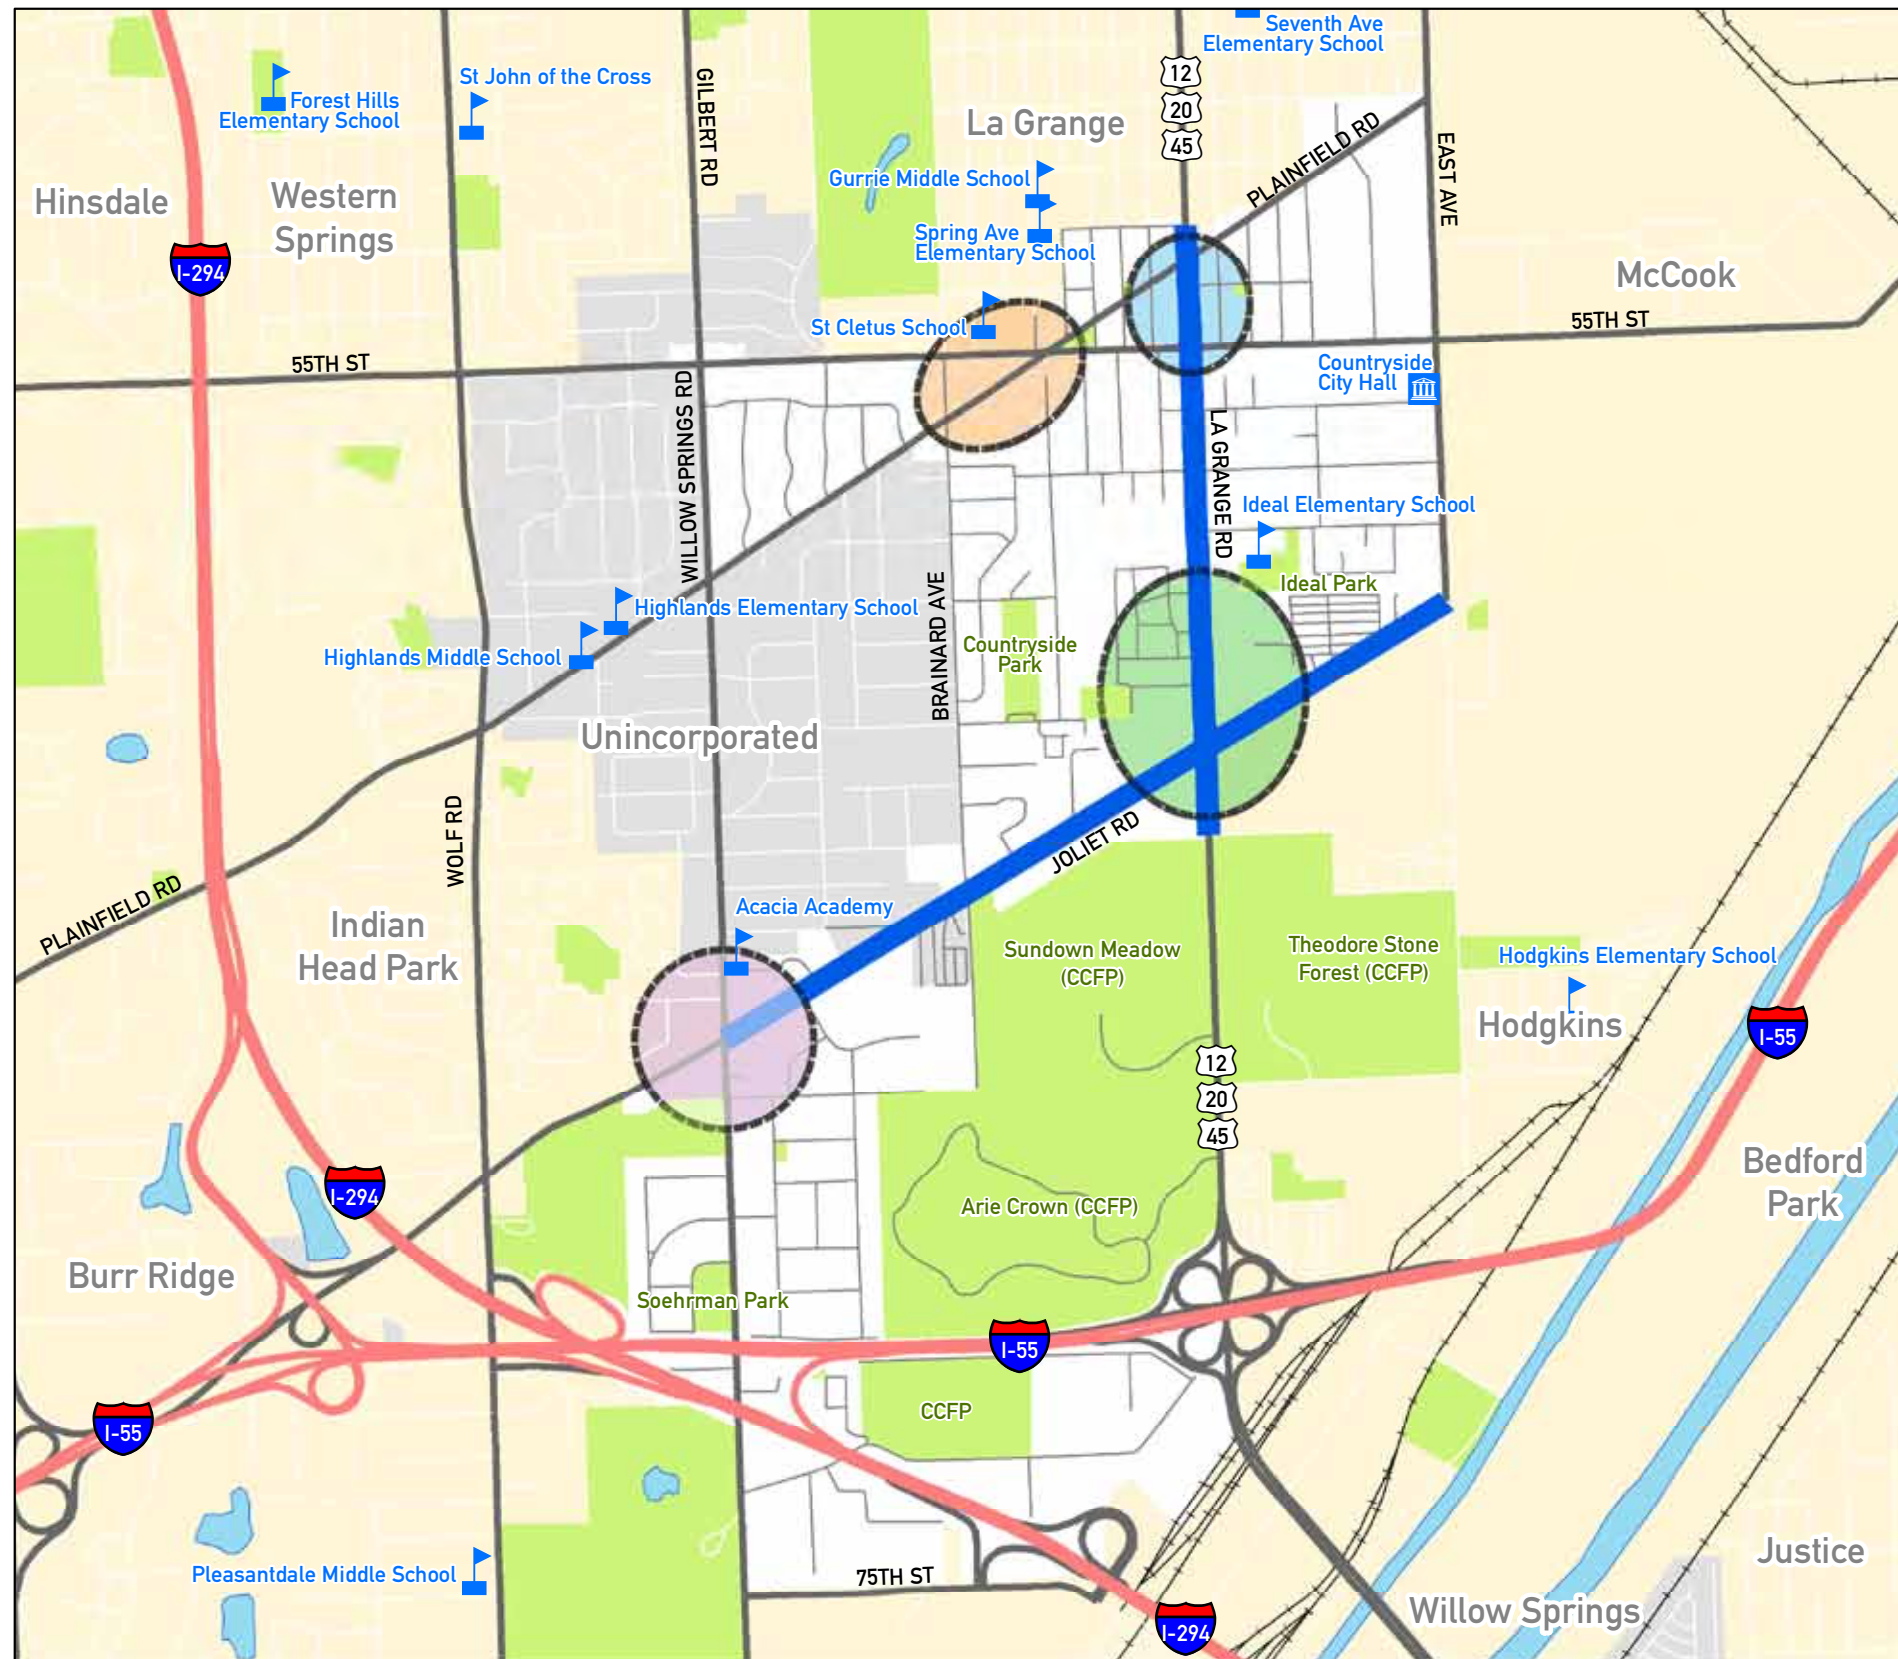 Seventh Ave
Elementary School
12
20
45
St John of the Cross
Forest Hills
Elementary School
GILBERT RD
La Grange
PLAINFIELD RD
EAST AVE
Hinsdale
Western
Springs
Gurrie Middle School
Spring Ave
Elementary School
I-294
McCook
St Cletus School
55TH ST
55TH ST
Countryside
City Hall
WILLOW SPRINGS RD
LA GRANGE RD
Ideal Elementary School
Ideal Park
BRAINARD AVE
Highlands Elementary School
Highlands Middle School
Countryside
Park
Unincorporated
WOLF RD
JOLIET RD
PLAINFIELD RD
Acacia Academy
Indian
Head Park
Sundown Meadow
(CCFP)
Theodore Stone
Forest (CCFP)
Hodgkins Elementary School
Hodgkins
I-55
12
20
45
Bedford
Park
I-294
Arie Crown (CCFP)
Burr Ridge
Soehrman Park
I-55
I-55
CCFP
Justice
Pleasantdale Middle School
75TH ST
Willow Springs
I-294